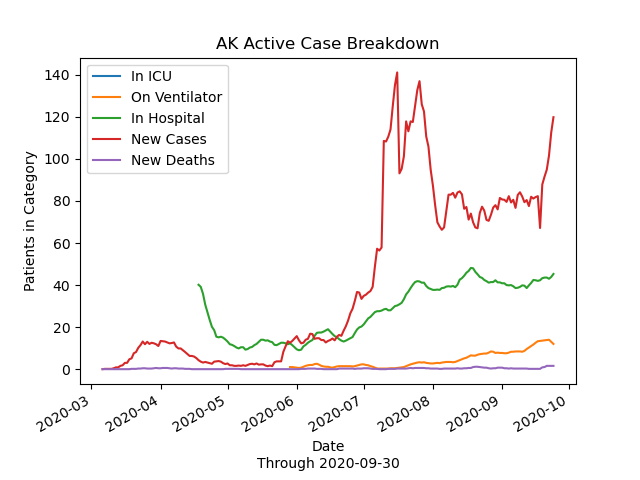 AK Active Case Breakdown
In ICU
On Ventilator
In Hospital
New Cases
New Deaths
Patients in Category
140
120
100
80
60
40
20
0
2020-03
2020-04
2020-05
2020-06
2020-07
2020-08
2020-09
2020-10
Date
Through 2020-09-30